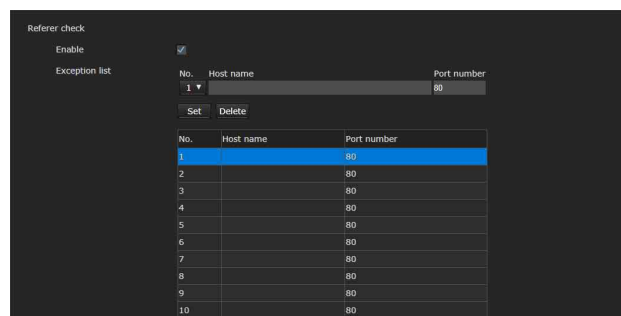 Referer check
Enable
Exception list
No. Host name Port number
1 80
Set Delete
No. Host name Port number
1 80
2 80
3 80
4 80
5 80
6 80
7 80
8 80
9 80
10 80